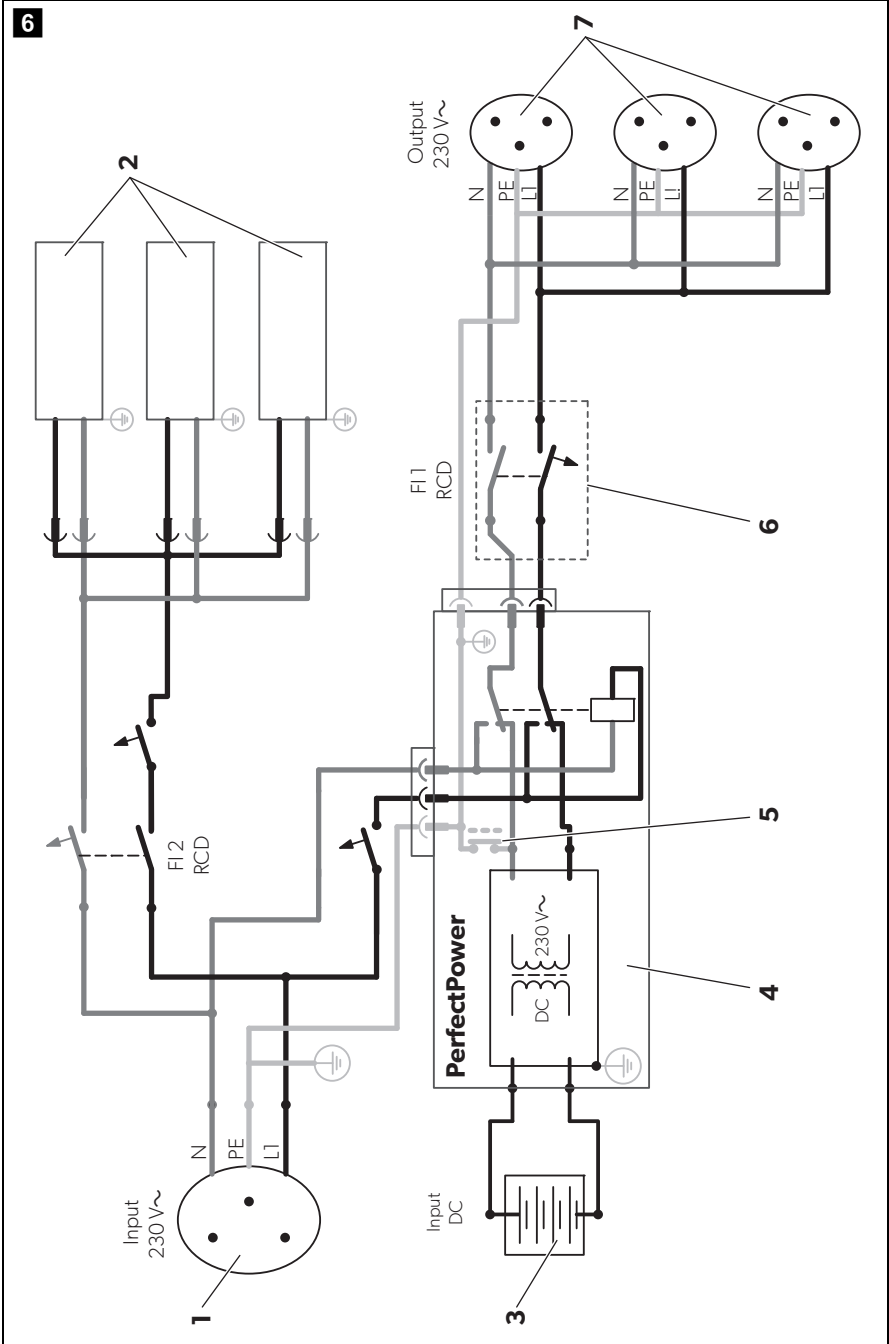 6
2
7
Output
230 V~
N
PE
L1
N
PE
L!
N
PE
L1
FI 1
RCD
6
FI 2
RCD
5
PerfectPower
DC
230 V~
4
N
PE
L1
Input
230 V~
1
Input
DC
3